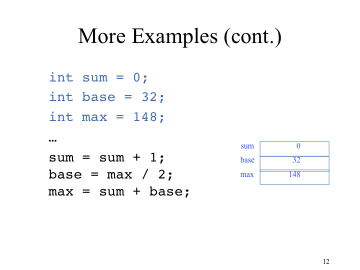 More Examples (cont.)
int sum = 0;
int base = 32;
int max = 148;
…
sum = sum + 1;
base = max / 2;
max = sum + base;
sum 0
base 32
max 148
12